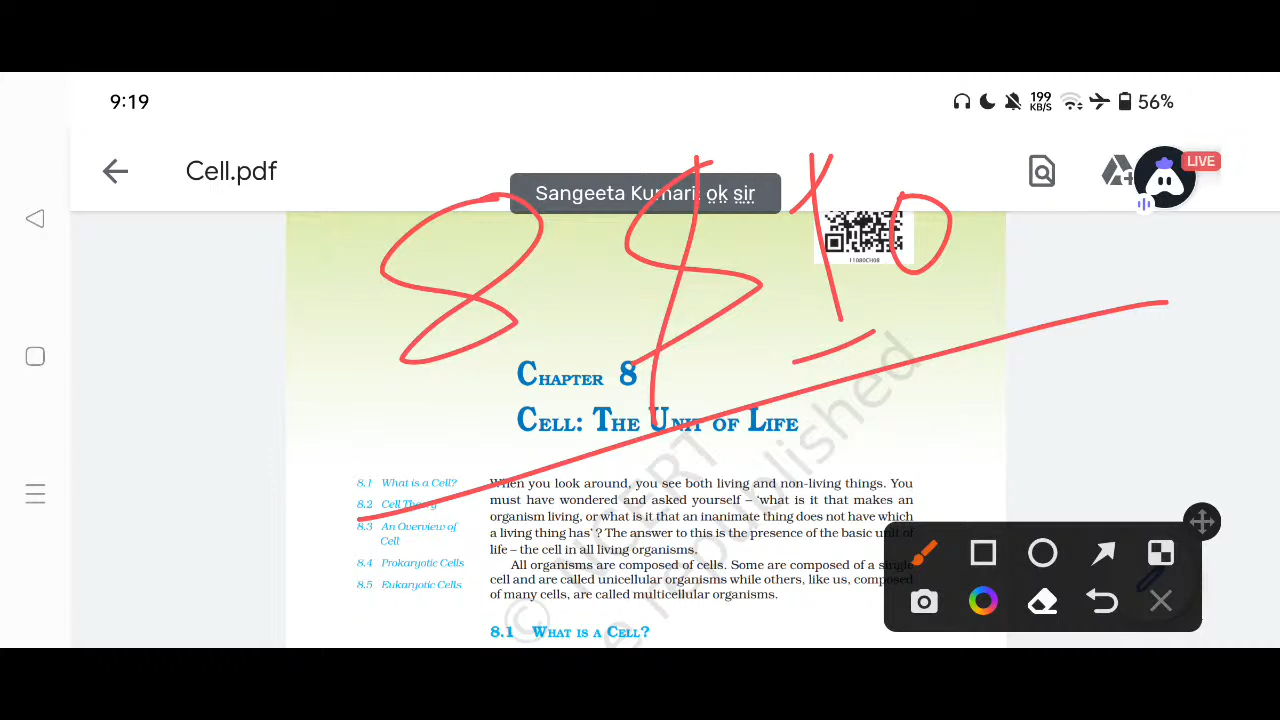 9:19
199
KB/S
56%
Cell.pdf
LIVE
Sangeeta Kumari: ok sir
8 8 10
11080CH08
CHAPTER 8
CELL: THE UNIT OF LIFE
8.1 What is a Cell?
8.2 Cell Theory
8.3 An Overview of
Cell
8.4 Prokaryotic Cells
8.5 Eukaryotic Cells
When you look around, you see both living and non-living things. You
must have wondered and asked yourself – ‘what is it that makes an
organism living, or what is it that an inanimate thing does not have which
a living thing has’ ? The answer to this is the presence of the basic unit of
life – the cell in all living organisms.
All organisms are composed of cells. Some are composed of a single
cell and are called unicellular organisms while others, like us, composed
of many cells, are called multicellular organisms.
8.1 WHAT IS A CELL?
© NCERT
be republished